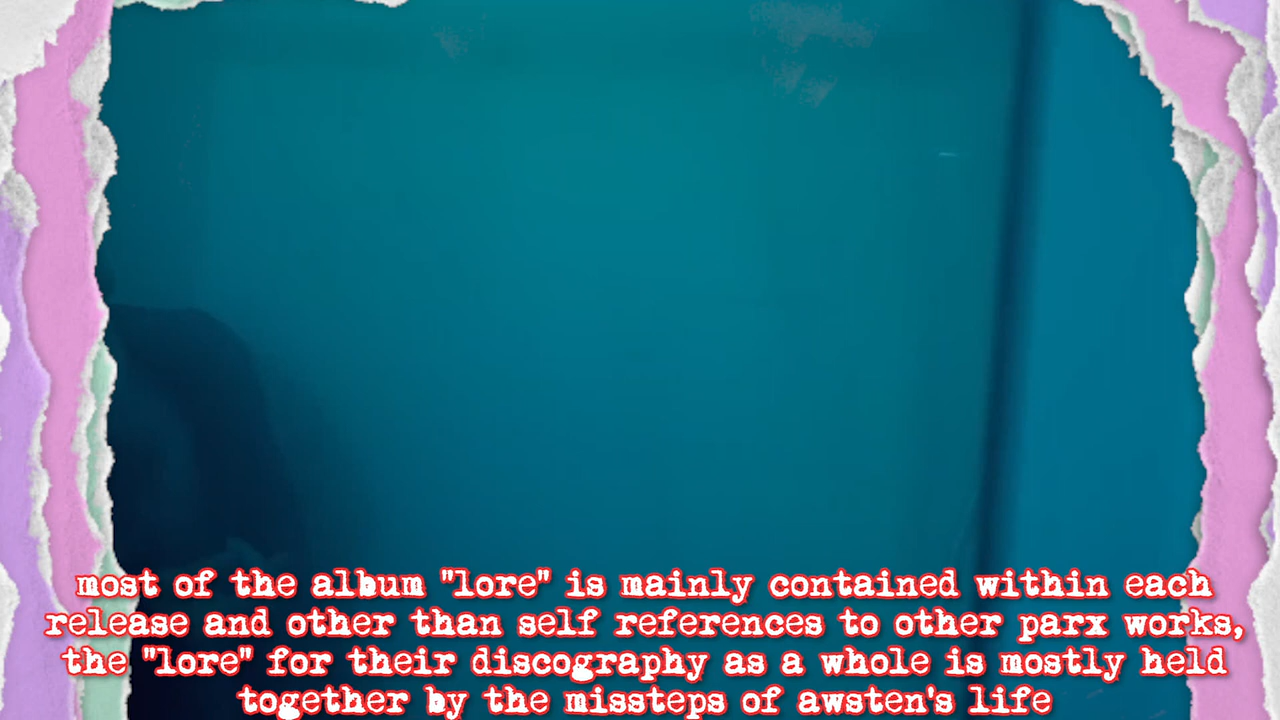 most of the album "lore" is mainly contained within each
release and other than self references to other parx works,
the "lore" for their discography as a whole is mostly held
together by the missteps of awsten's life